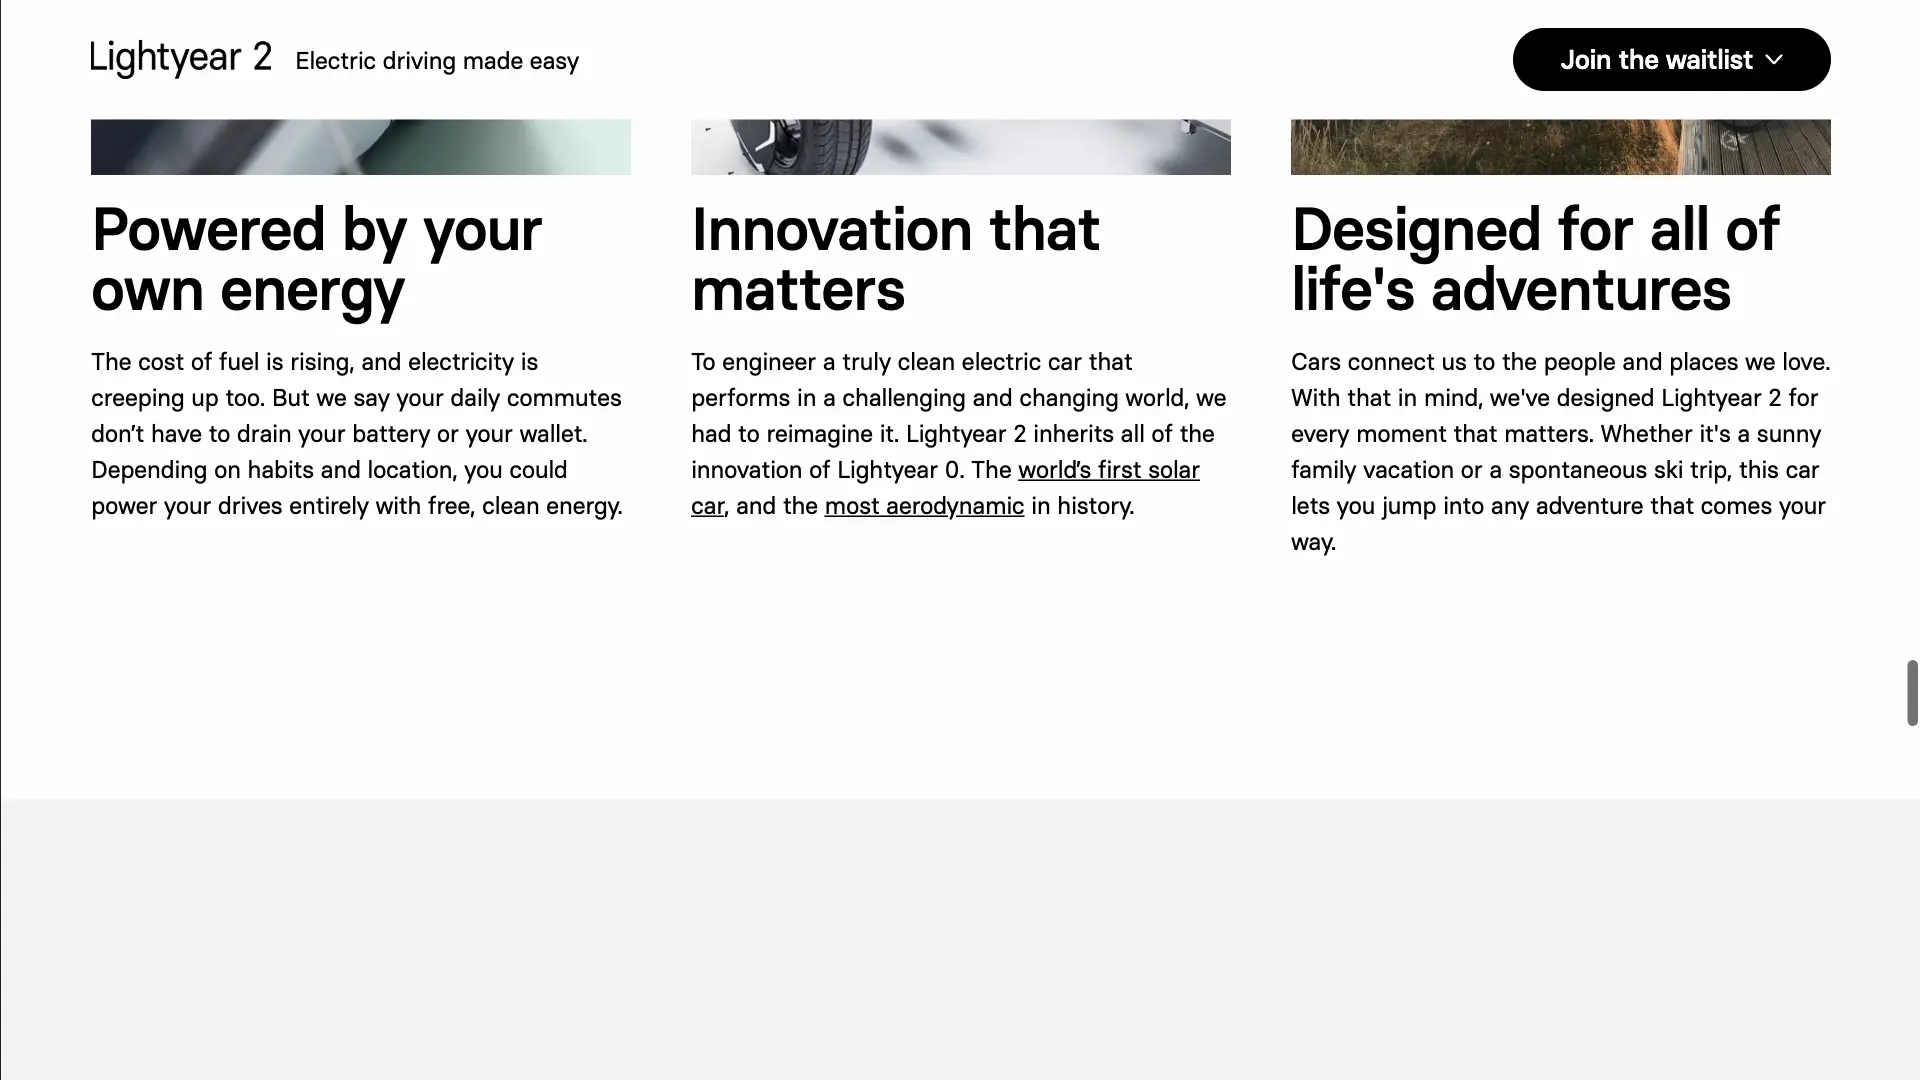 Lightyear 2 Electric driving made easy
Join the waitlist
Powered by your
own energy
The cost of fuel is rising, and electricity is
creeping up too. But we say your daily commutes
don’t have to drain your battery or your wallet.
Depending on habits and location, you could
power your drives entirely with free, clean energy.
Innovation that
matters
To engineer a truly clean electric car that
performs in a challenging and changing world, we
had to reimagine it. Lightyear 2 inherits all of the
innovation of Lightyear 0. The world’s first solar
car, and the most aerodynamic in history.
Designed for all of
life's adventures
Cars connect us to the people and places we love.
With that in mind, we've designed Lightyear 2 for
every moment that matters. Whether it's a sunny
family vacation or a spontaneous ski trip, this car
lets you jump into any adventure that comes your
way.